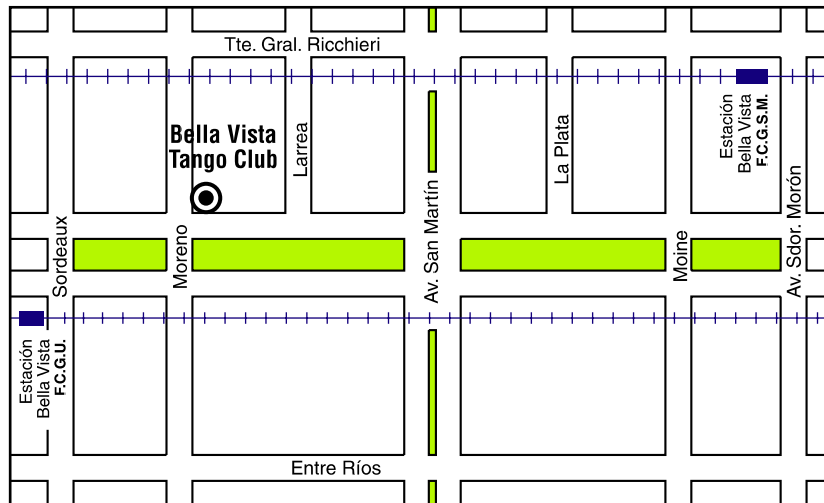 Tte. Gral. Ricchieri
Bella Vista
Tango Club
Larrea
La Plata
Estación
Bella Vista
F.C.G.S.M.
Sordeaux
Moreno
Av. San Martín
Moine
Av. Sdor. Morón
Estación
Bella Vista
F.C.G.U.
Entre Ríos